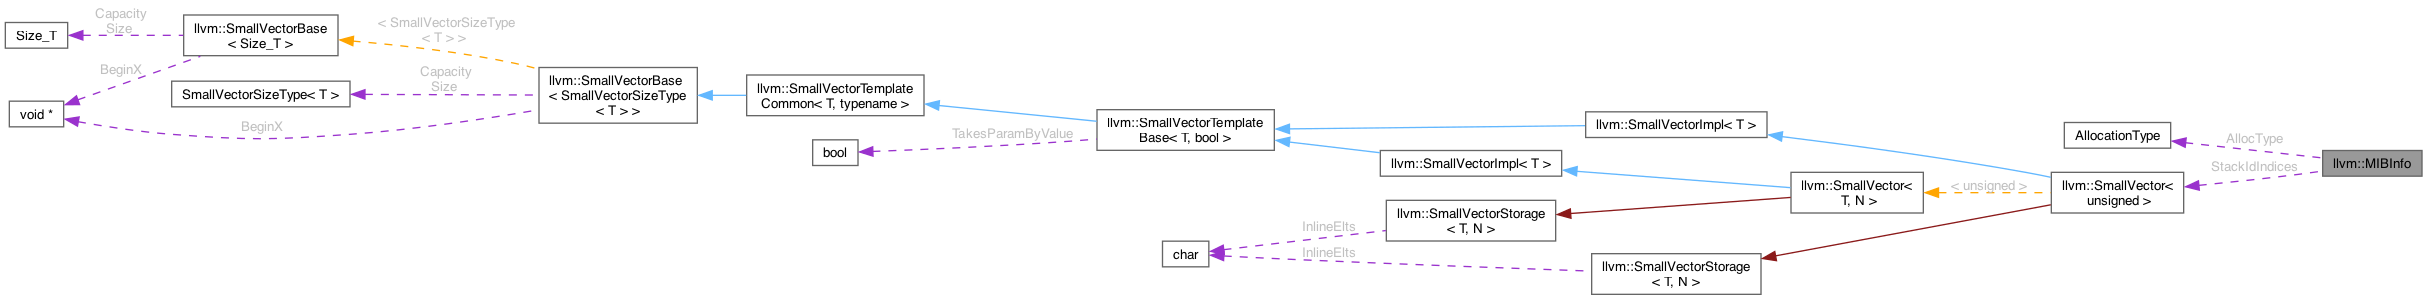 Size_T
Capacity
Size
llvm::SmallVectorBase
< Size_T >
BeginX
void *
SmallVectorSizeType< T >
< SmallVectorSizeType
< T > >
Capacity
Size
BeginX
llvm::SmallVectorBase
< SmallVectorSizeType
< T > >
llvm::SmallVectorTemplate
Common< T, typename >
bool
TakesParamByValue
llvm::SmallVectorTemplate
Base< T, bool >
llvm::SmallVectorImpl< T >
llvm::SmallVectorImpl< T >
llvm::SmallVectorStorage
< T, N >
InlineElts
InlineElts
char
llvm::SmallVectorStorage
< T, N >
llvm::SmallVector<
T, N >
< unsigned >
llvm::SmallVector<
unsigned >
AllocationType
AllocType
StackIdIndices
llvm::MIBInfo